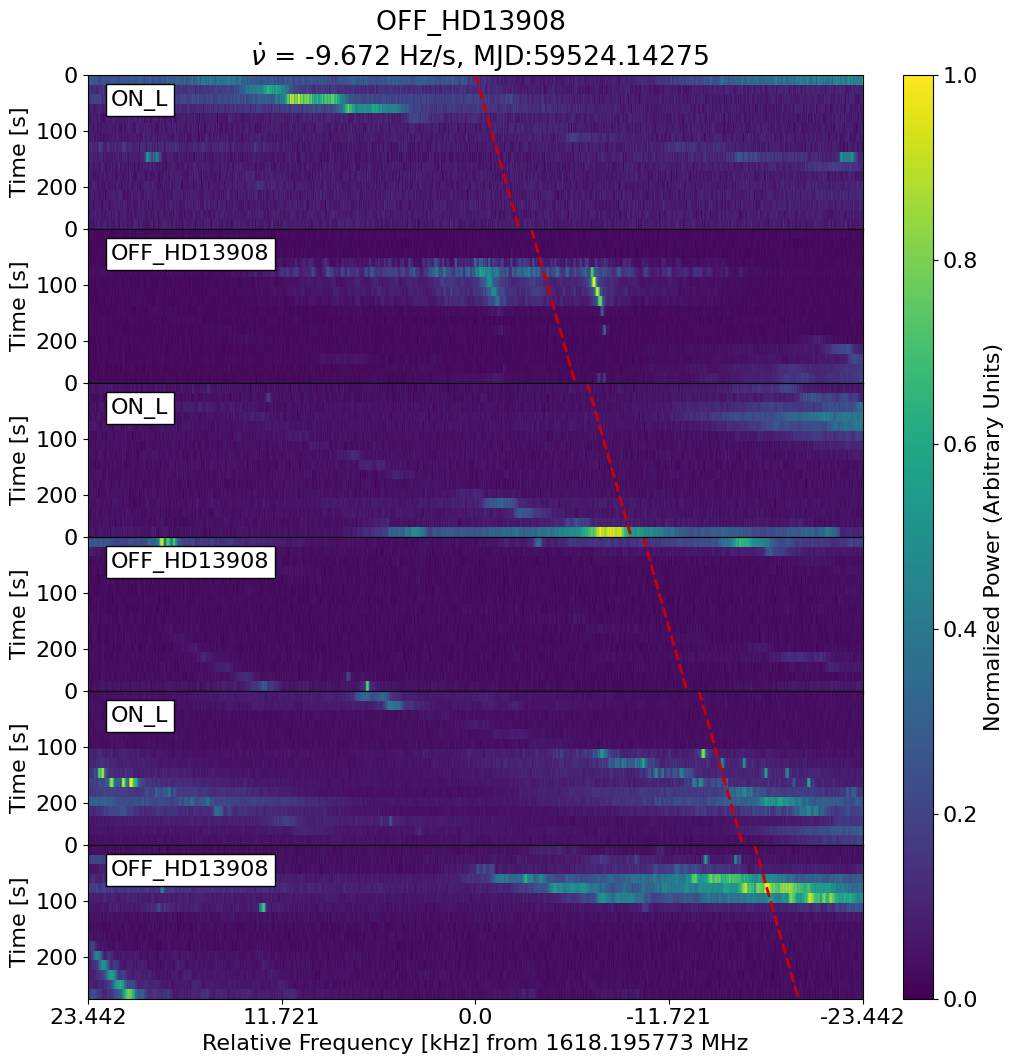 OFF_HD13908
ν̇ = -9.672 Hz/s, MJD:59524.14275
ON_L
OFF_HD13908
ON_L
OFF_HD13908
ON_L
OFF_HD13908
Time [s]
Time [s]
Time [s]
Time [s]
Time [s]
Time [s]
0
100
200
0
100
200
0
100
200
0
100
200
0
100
200
0
100
200
23.442 11.721 0.0 -11.721 -23.442
Relative Frequency [kHz] from 1618.195773 MHz
1.0
0.8
0.6
0.4
0.2
0.0
Normalized Power (Arbitrary Units)